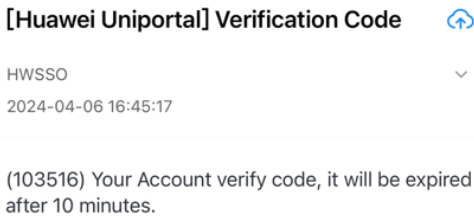 [Huawei Uniportal] Verification Code
HWSSO
2024-04-06 16:45:17
(103516) Your Account verify code, it will be expired
after 10 minutes.